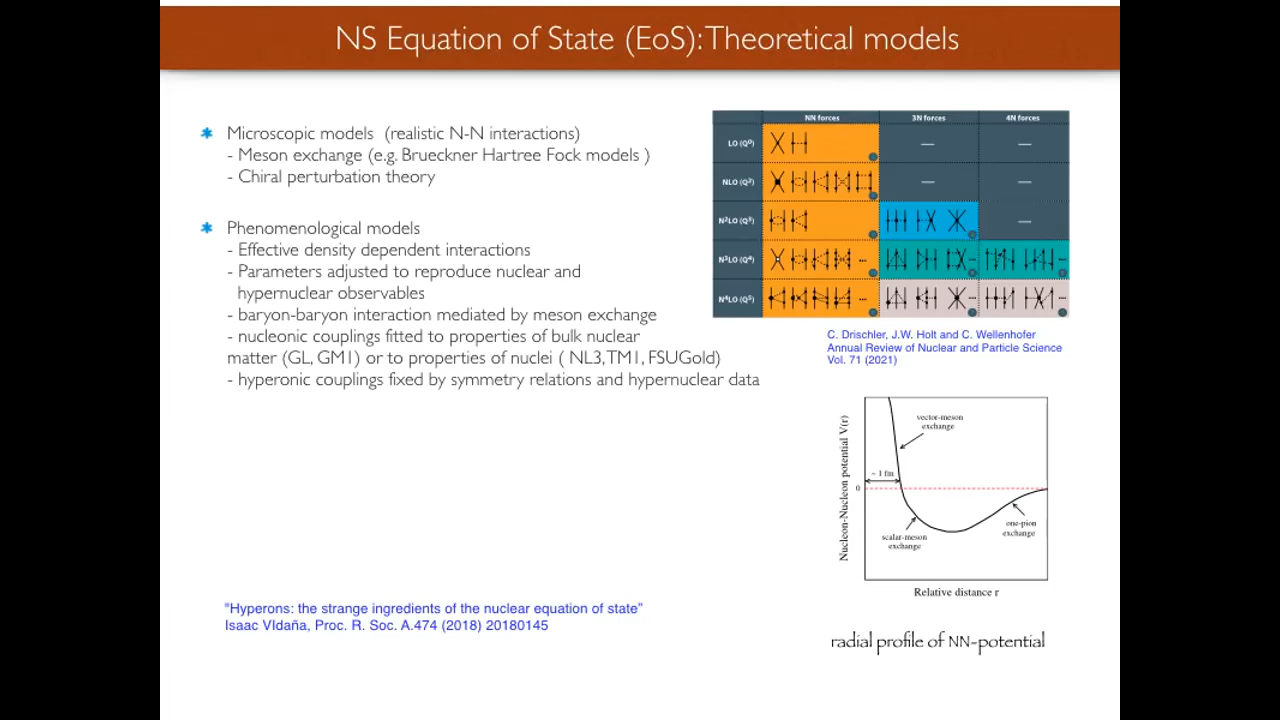 NS Equation of State (EoS): Theoretical models
Microscopic models (realistic N-N interactions)
- Meson exchange (e.g. Brueckner Hartree Fock models )
- Chiral perturbation theory
Phenomenological models
- Effective density dependent interactions
- Parameters adjusted to reproduce nuclear and
hypernuclear observables
- baryon-baryon interaction mediated by meson exchange
- nucleonic couplings fitted to properties of bulk nuclear
matter (GL, GM1) or to properties of nuclei ( NL3, TM1, FSUGold)
- hyperonic couplings fixed by symmetry relations and hypernuclear data
"Hyperons: the strange ingredients of the nuclear equation of state"
Isaac VIdaña, Proc. R. Soc. A.474 (2018) 20180145
NN forces 3N forces 4N forces
LO (Q⁰) — —
NLO (Q²) — —
N²LO (Q³) —
N³LO (Q⁴) ... ... ...
N⁴LO (Q⁵) ... ... ...
C. Drischler, J.W. Holt and C. Wellenhofer
Annual Review of Nuclear and Particle Science
Vol. 71 (2021)
Nucleon-Nucleon potential V(r)
vector-meson
exchange
~ 1 fm
0
scalar-meson
exchange
one-pion
exchange
Relative distance r
radial profile of NN-potential